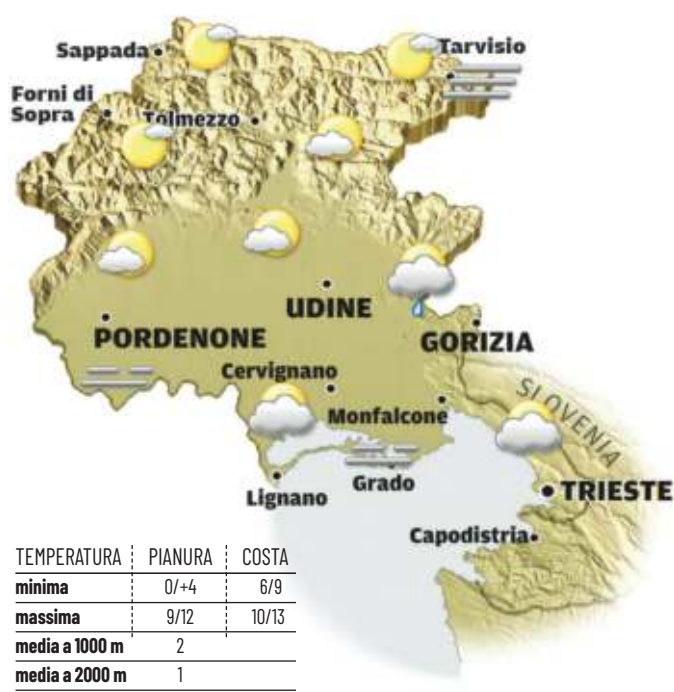 Sappada
Tarvisio
Forni di
Sopra
Tolmezzo
UDINE
PORDENONE
GORIZIA
Cervignano
SLOVENIA
Monfalcone
Grado
Lignano
TRIESTE
Capodistria
TEMPERATURA PIANURA COSTA
minima 0/+4 6/9
massima 9/12 10/13
media a 1000 m 2
media a 2000 m 1